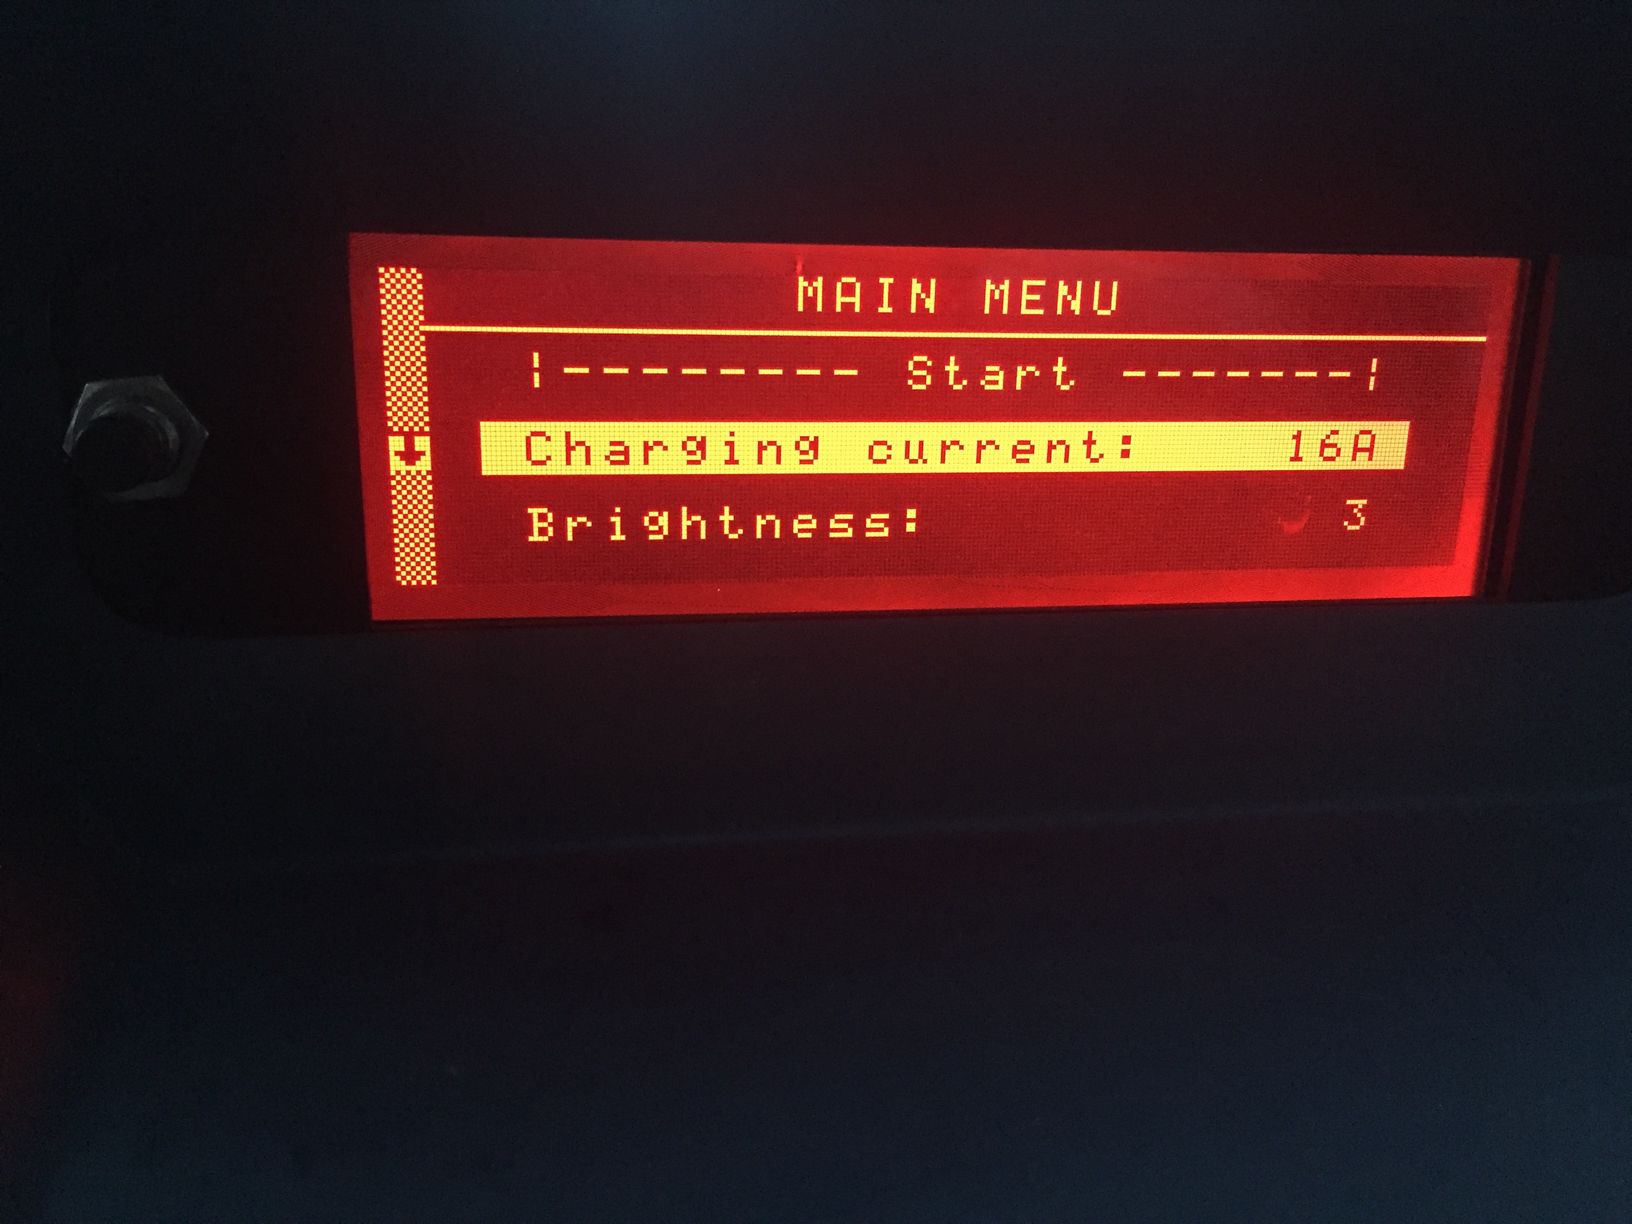 MAIN MENU
¦-------- Start -------¦
Charging current: 16A
Brightness: 3